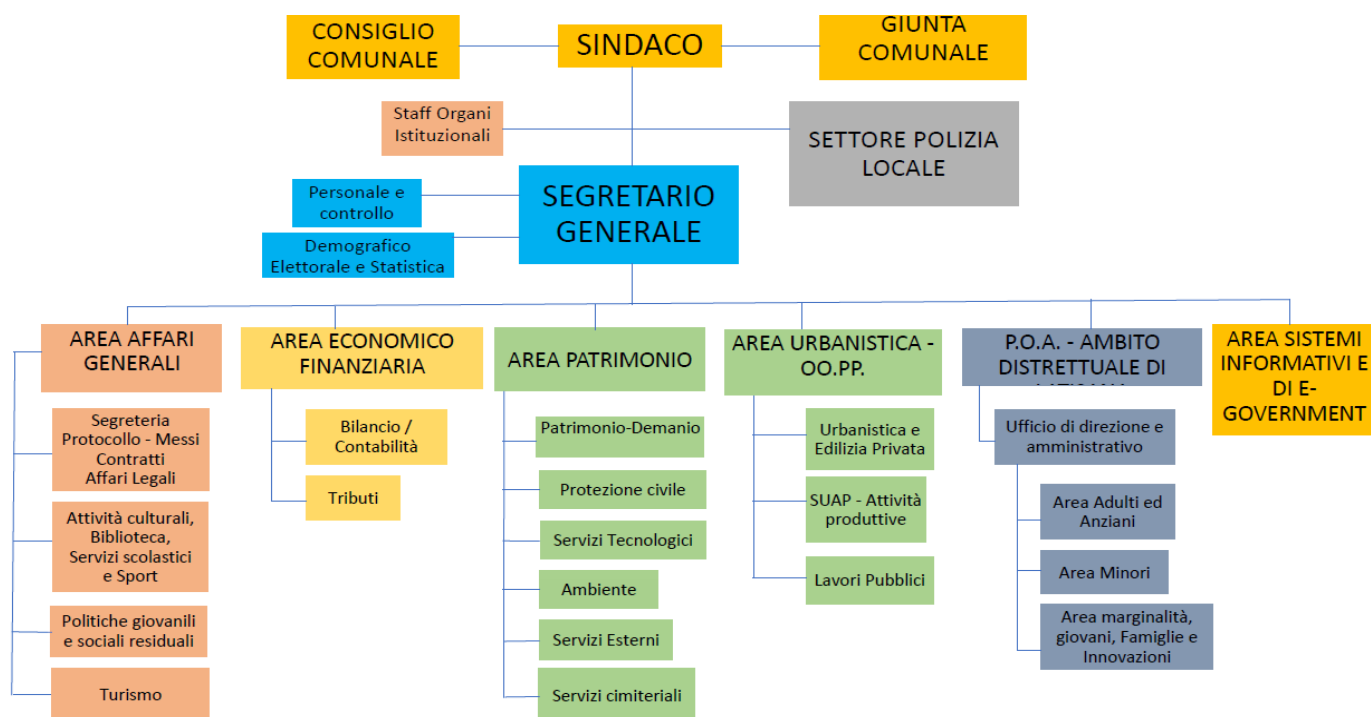 CONSIGLIO
COMUNALE
SINDACO
GIUNTA
COMUNALE
Staff Organi
Istituzionali
SETTORE POLIZIA
LOCALE
Personale e
controllo
SEGRETARIO
GENERALE
Demografico
Elettorale e Statistica
AREA AFFARI
GENERALI
Segreteria
Protocollo - Messi
Contratti
Affari Legali
Attività culturali,
Biblioteca,
Servizi scolastici
e Sport
Politiche giovanili
e sociali residuali
Turismo
AREA ECONOMICO
FINANZIARIA
Bilancio /
Contabilità
Tributi
AREA PATRIMONIO
Patrimonio-Demanio
Protezione civile
Servizi Tecnologici
Ambiente
Servizi Esterni
Servizi cimiteriali
AREA URBANISTICA -
OO.PP.
Urbanistica e
Edilizia Privata
SUAP - Attività
produttive
Lavori Pubblici
P.O.A. - AMBITO
DISTRETTUALE DI
Ufficio di direzione e
amministrativo
Area Adulti ed
Anziani
Area Minori
Area marginalità,
giovani, Famiglie e
Innovazioni
AREA SISTEMI
INFORMATIVI E
DI E-
GOVERNMENT